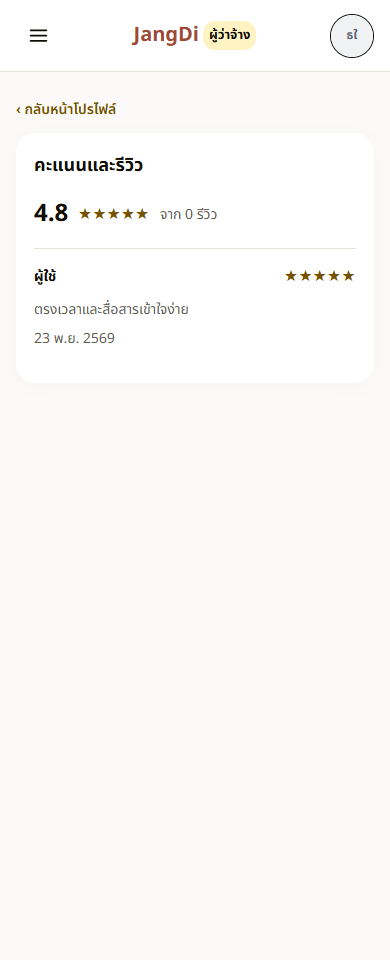 JangDi ผู้ว่าจ้าง ธใ
‹ กลับหน้าโปรไฟล์
คะแนนและรีวิว
4.8 ★★★★★ จาก 0 รีวิว
ผู้ใช้ ★★★★★
ตรงเวลาและสื่อสารเข้าใจง่าย
23 พ.ย. 2569